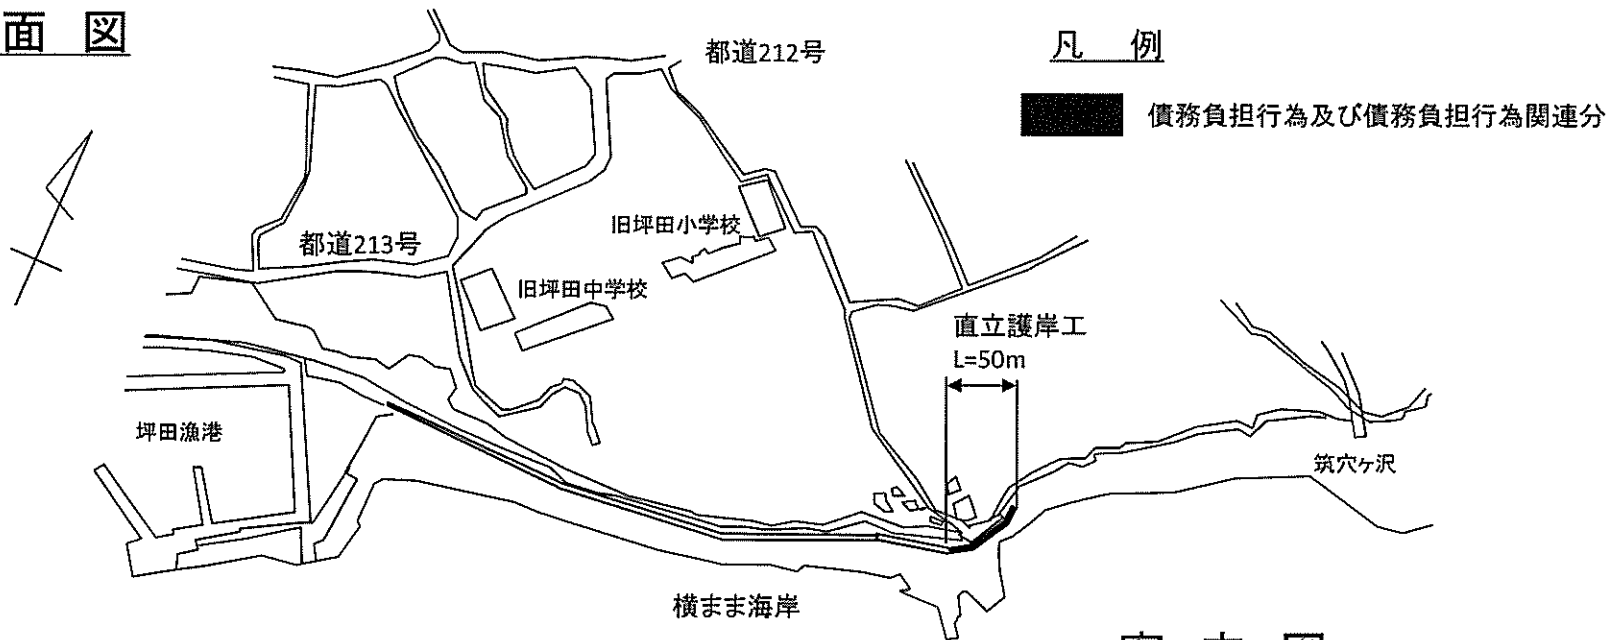 面 図
都道212号
凡 例
債務負担行為及び債務負担行為関連分
旧坪田小学校
都道213号
旧坪田中学校
直立護岸工
L=50m
坪田漁港
筑穴ヶ沢
横まま海岸